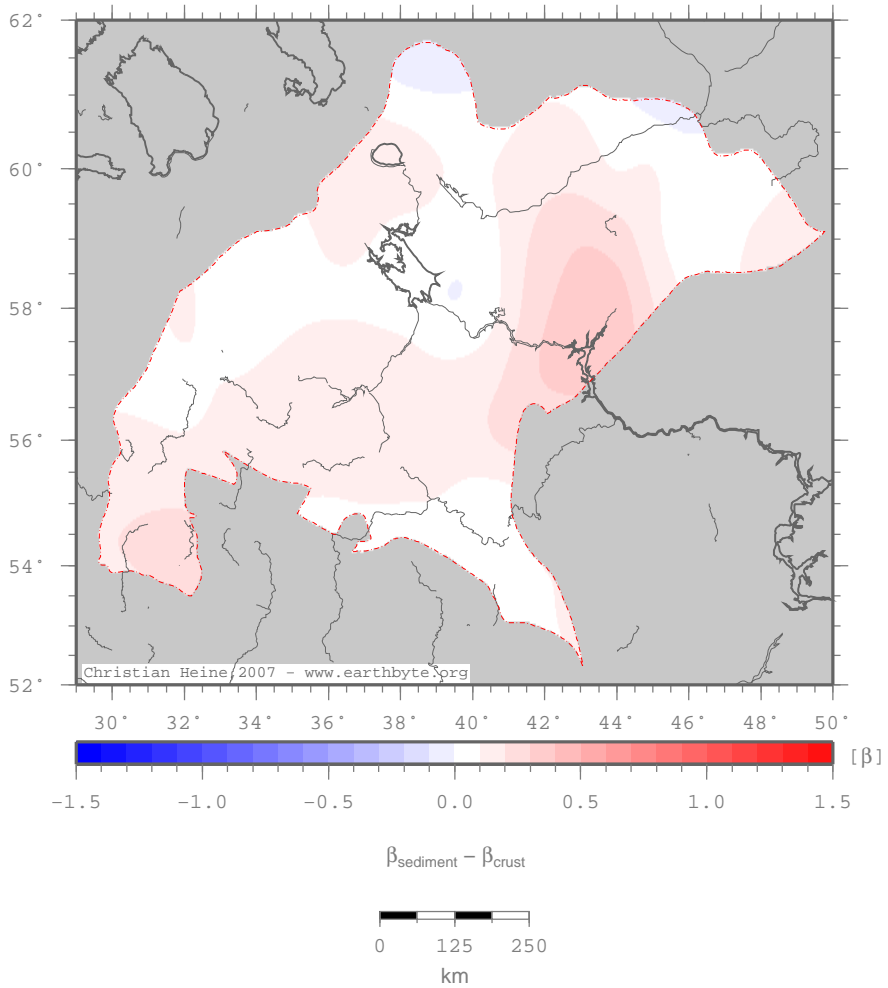 62°
60°
58°
56°
54°
52°
Christian Heine, 2007 - www.earthbyte.org
30° 32° 34° 36° 38° 40° 42° 44° 46° 48° 50°
[β]
-1.5 -1.0 -0.5 0.0 0.5 1.0 1.5
βsediment – βcrust
0 125 250
km